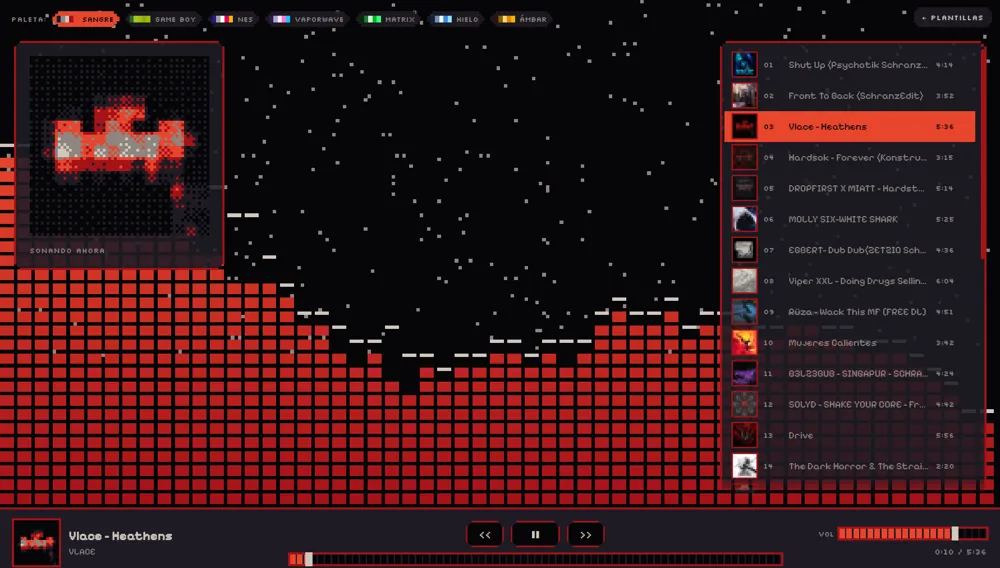 PALETA:
SANGRE
GAME BOY
NES
VAPORWAVE
MATRIX
HIELO
ÁMBAR
← PLANTILLAS
SONANDO AHORA
01 Shut Up (Psychotik Schranz... 4:14
02 Front To Back (SchranzEdit) 3:52
03 Vlace - Heathens 5:36
04 Hardsok - Forever (Konstru... 3:15
05 DROPFIRST X MIATT - Hardst... 5:14
06 MOLLY SIX-WHITE SHARK 5:25
07 EGGERT- Dub Dub(ZETZIO Sch... 4:36
08 Viper XXL - Doing Drugs Sellin... 6:04
09 Rüza - Wack This MF (FREE DL) 4:51
10 Mujeres Calientes 3:42
11 G3LZ3GU8 - SINGAPUR - SCHRA... 4:24
12 SOLYD - SHAKE YOUR CORE - Fr... 4:42
13 Drive 5:56
14 The Dark Horror & The Strai... 2:20
Vlace - Heathens
VLACE
<<
>>
VOL
0:10 / 5:36